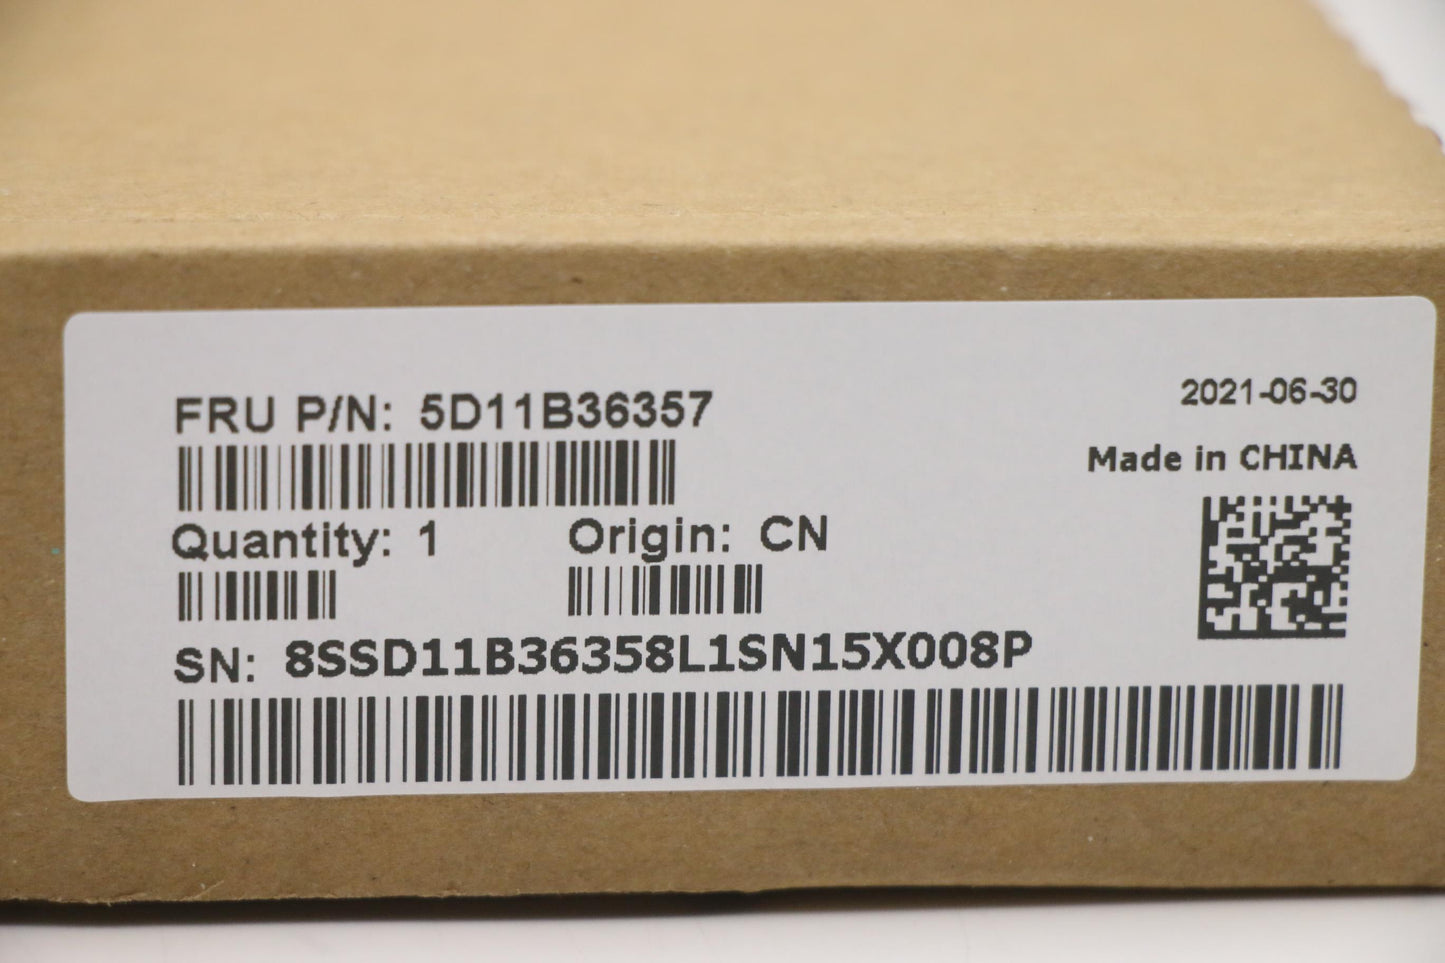 FRU P/N: 5D11B36357
2021-06-30
Made in CHINA
Quantity: 1
Origin: CN
SN: 8SSD11B36358L1SN15X008P